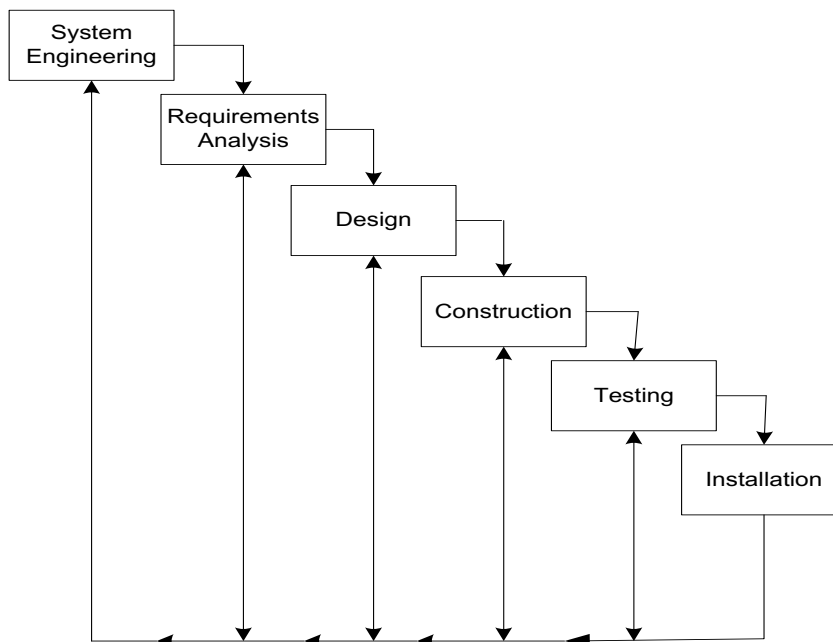 System
Engineering
Requirements
Analysis
Design
Construction
Testing
Installation